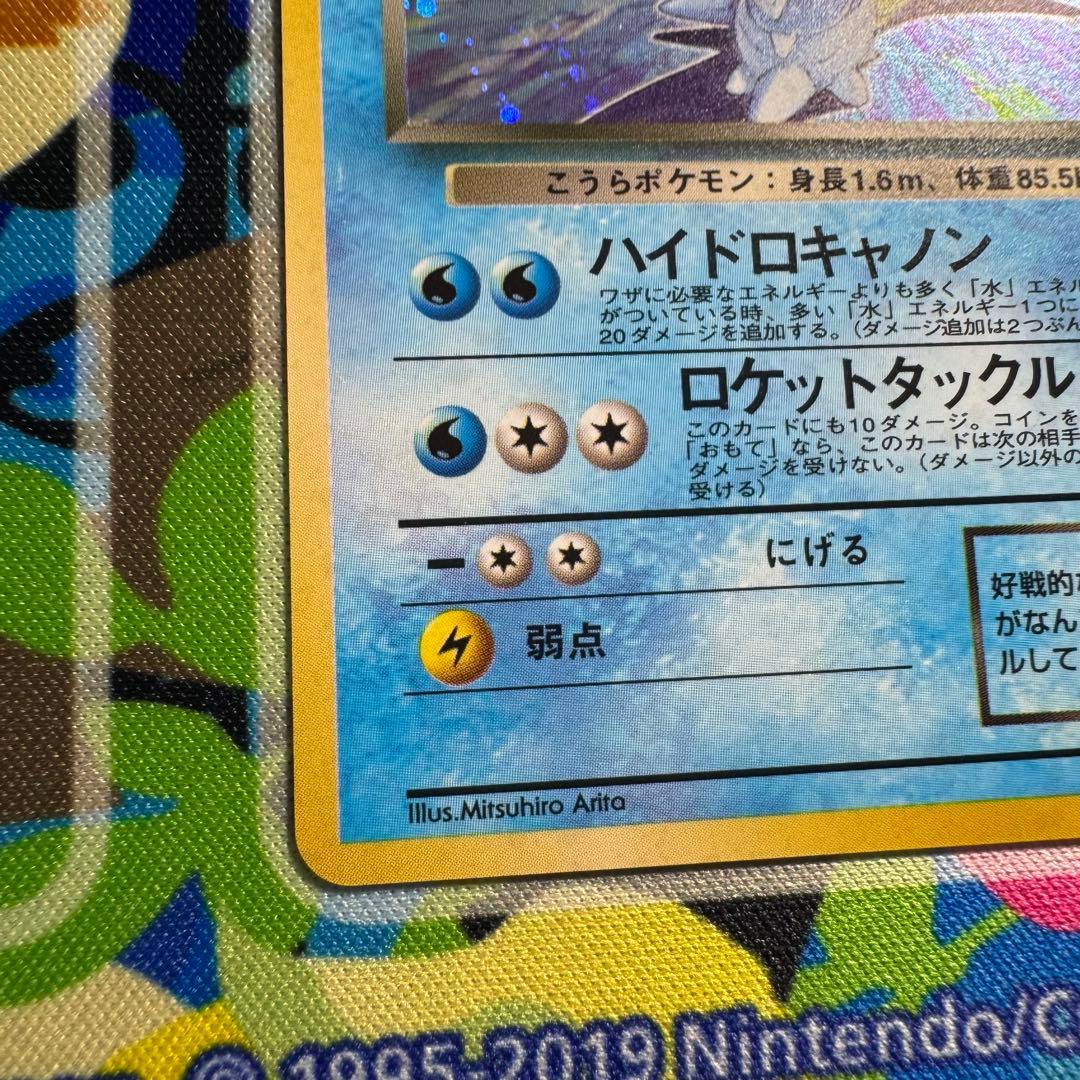 こうらポケモン：身長1.6m、体重85.5
ハイドロキャノン
ワザに必要なエネルギーよりも多く「水」エネル
がついている時、多い「水」エネルギー1つに
20ダメージを追加する。（ダメージ追加は2つぶん
ロケットタックル
このカードにも10ダメージ。コインを
「おもて」なら、このカードは次の相手
ダメージを受けない。（ダメージ以外の
受ける）
にげる
弱点
好戦的
がなん
ルして
Illus.Mitsuhiro Arita
© 1995-2019 Nintendo/C